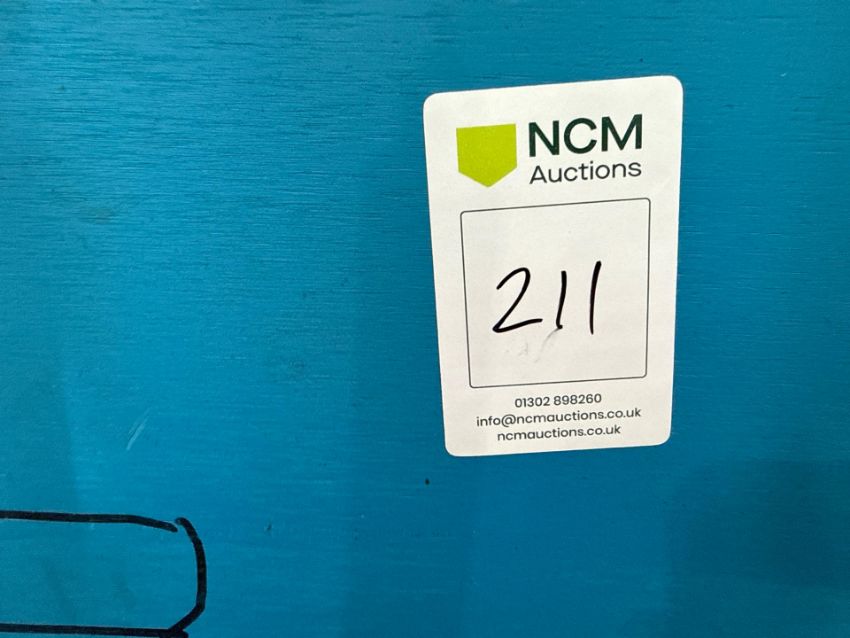 NCM
Auctions
211
01302 898260
info@ncmauctions.co.uk
ncmauctions.co.uk